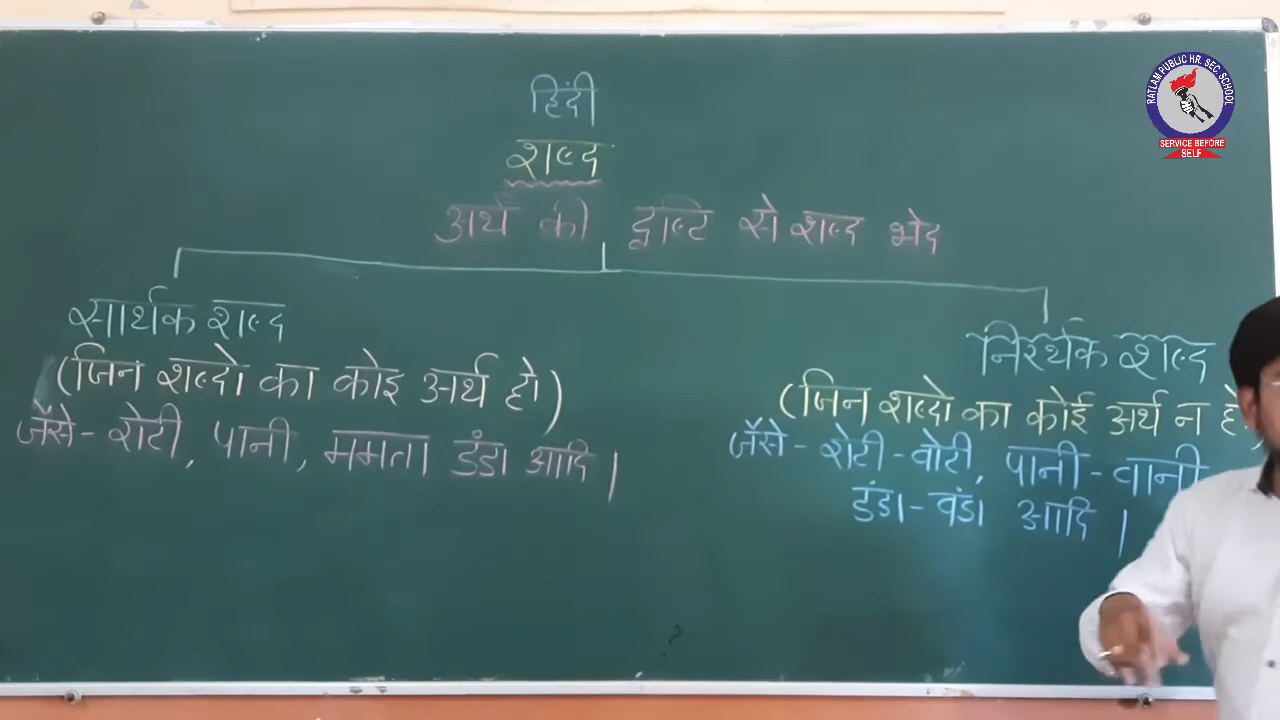 हिंदी
शब्द
अर्थ की दृष्टि से शब्द भेद
सार्थक शब्द
(जिन शब्दो का कोइ अर्थ हो)
जैसे - रोटी, पानी, ममता डंडा आदि |
निरर्थक शब्द
(जिन शब्दो का कोई अर्थ न हो
जैसे - रोटी - वोटी, पानी - वानी
डंडा - वंडा आदि |
RATLAM PUBLIC HR. SEC. SCHOOL
SERVICE BEFORE
SELF